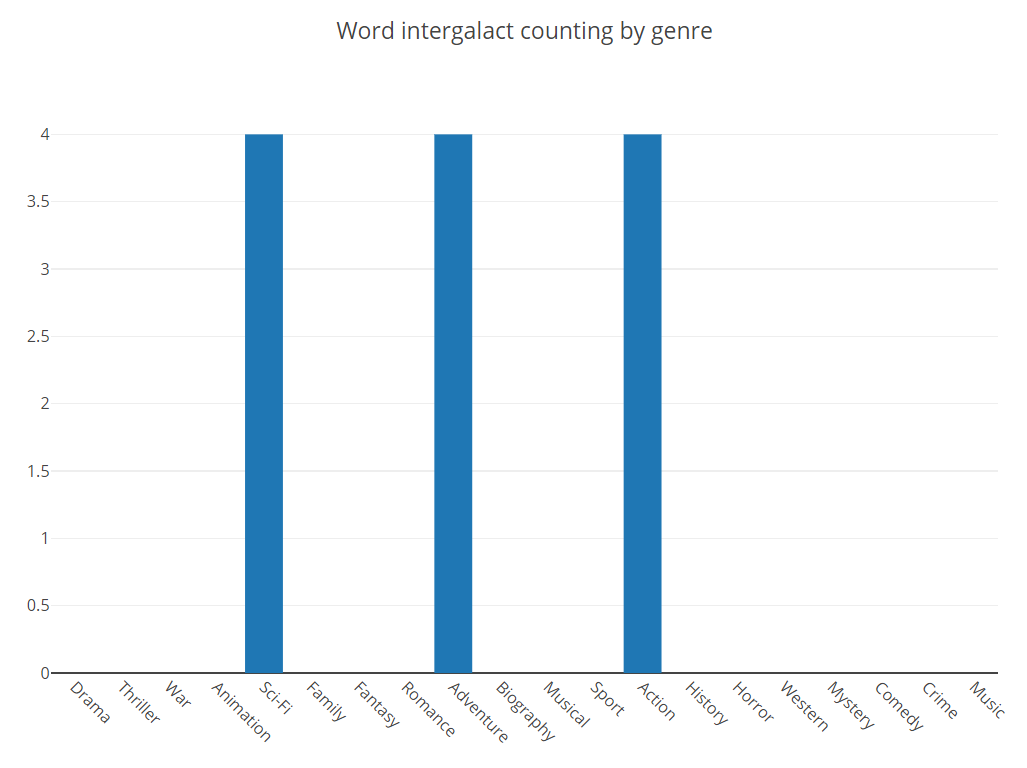 Word intergalact counting by genre
4
3.5
3
2.5
2
1.5
1
0.5
0
Drama
Thriller
War
Animation
Sci-Fi
Family
Fantasy
Romance
Adventure
Biography
Musical
Sport
Action
History
Horror
Western
Mystery
Comedy
Crime
Music